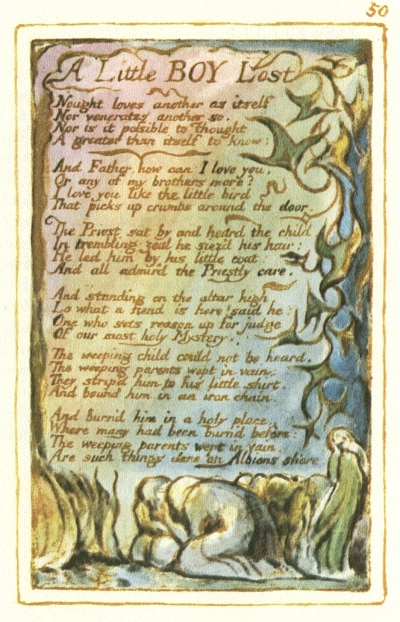 50
A Little BOY Lost
Nought loves another as itself
Nor venerates another so.
Nor is it possible to Thought
A greater than itself to know:
And Father, how can I love you,
Or any of my brothers more?
I love you like the little bird
That picks up crumbs around the door.
The Priest sat by and heard the child
In trembling zeal he siez'd his hair:
He led him by his little coat:
And all admir'd the Priestly care.
And standing on the altar high
Lo what a fiend is here! said he:
One who sets reason up for judge
Of our most holy Mystery.
The weeping child could not be heard.
The weeping parents wept in vain:
They strip'd him to his little shirt.
And bound him in an iron chain.
And burn'd him in a holy place,
Where many had been burn'd before:
The weeping parents wept in vain.
Are such things done on Albions shore